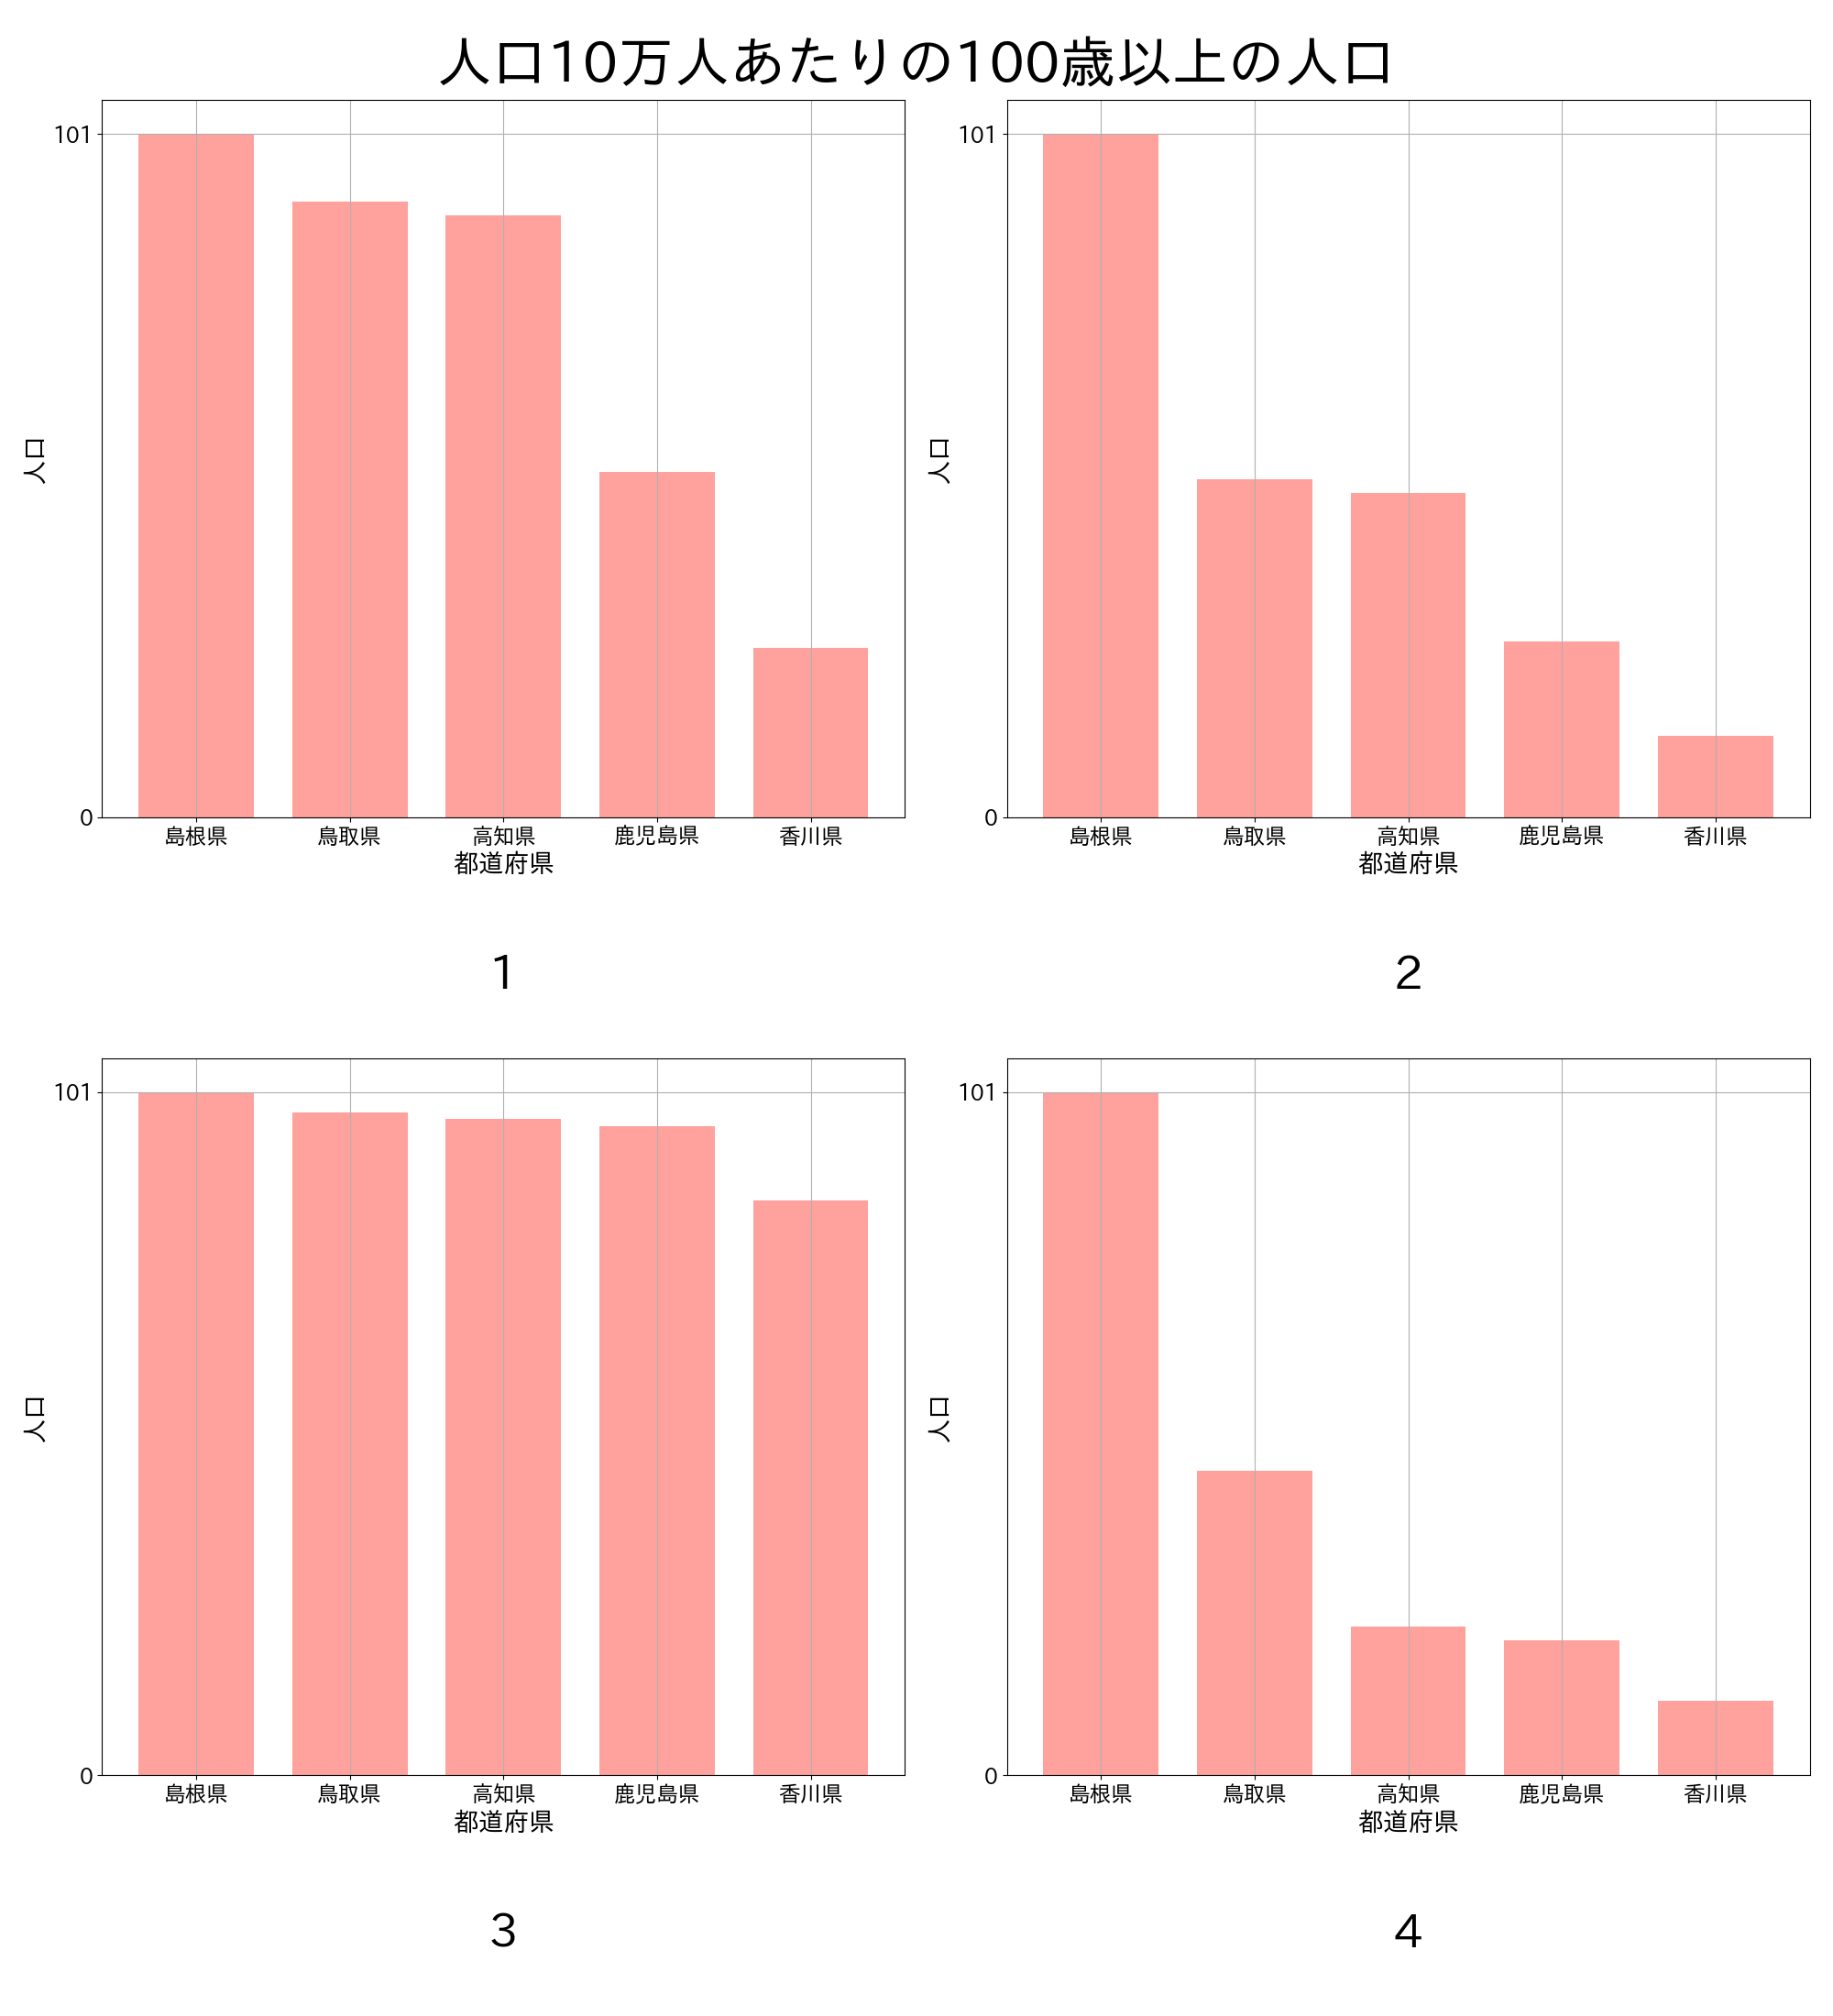 人口10万人あたりの100歳以上の人口
101
人口
0
島根県 鳥取県 高知県 鹿児島県 香川県
都道府県
1
101
人口
0
島根県 鳥取県 高知県 鹿児島県 香川県
都道府県
2
101
人口
0
島根県 鳥取県 高知県 鹿児島県 香川県
都道府県
3
101
人口
0
島根県 鳥取県 高知県 鹿児島県 香川県
都道府県
4